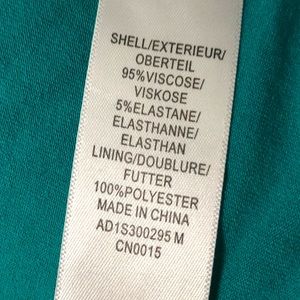 SHELL/EXTERIEUR/
OBERTEIL
95%VISCOSE/
VISKOSE
5%ELASTANE/
ELASTHANNE/
ELASTHAN
LINING/DOUBLURE/
FUTTER
100%POLYESTER
MADE IN CHINA
AD1S300295 M
CN0015